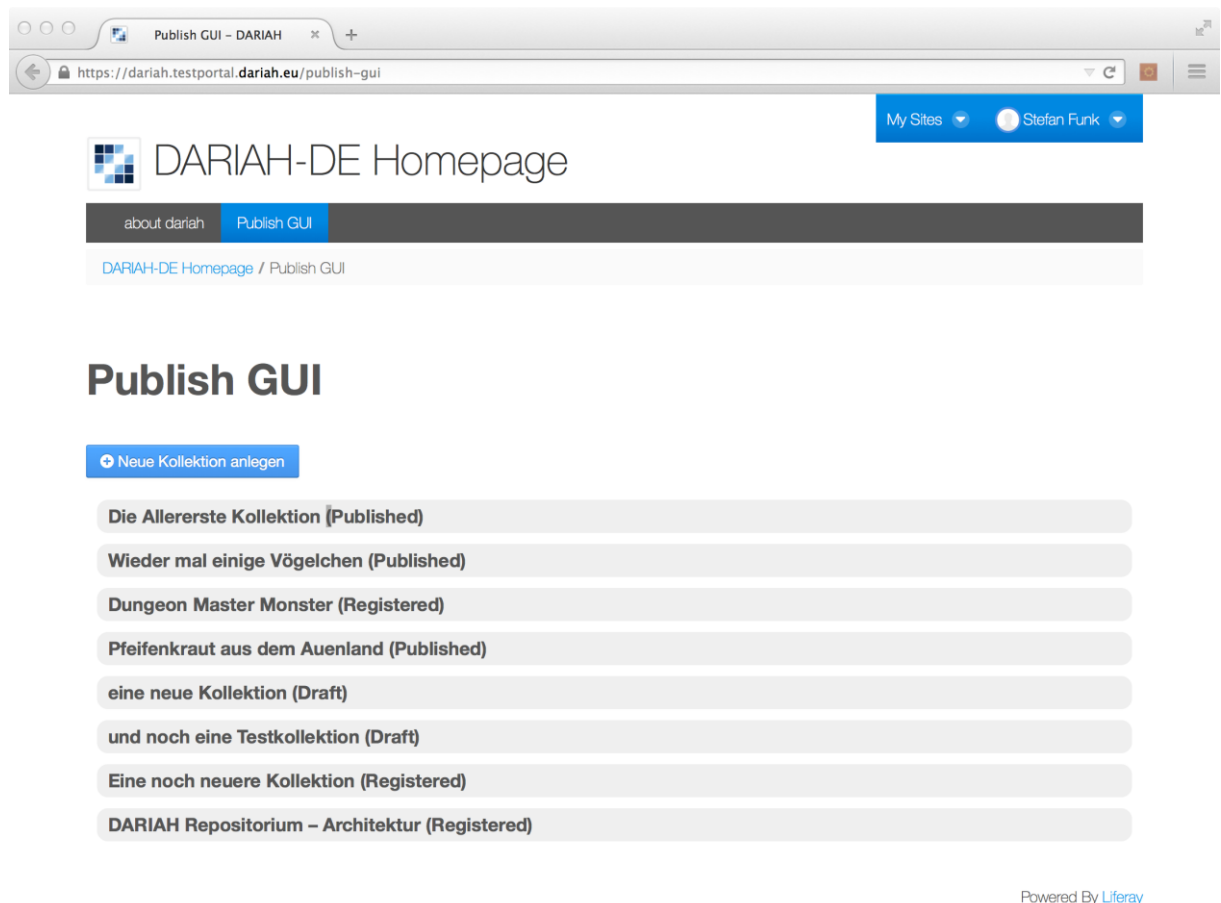 Publish GUI – DARIAH × +
https://dariah.testportal.dariah.eu/publish-gui
My Sites Stefan Funk
DARIAH-DE Homepage
about dariah Publish GUI
DARIAH-DE Homepage / Publish GUI
Publish GUI
Neue Kollektion anlegen
Die Allererste Kollektion (Published)
Wieder mal einige Vögelchen (Published)
Dungeon Master Monster (Registered)
Pfeifenkraut aus dem Auenland (Published)
eine neue Kollektion (Draft)
und noch eine Testkollektion (Draft)
Eine noch neuere Kollektion (Registered)
DARIAH Repositorium – Architektur (Registered)
Powered By Liferay